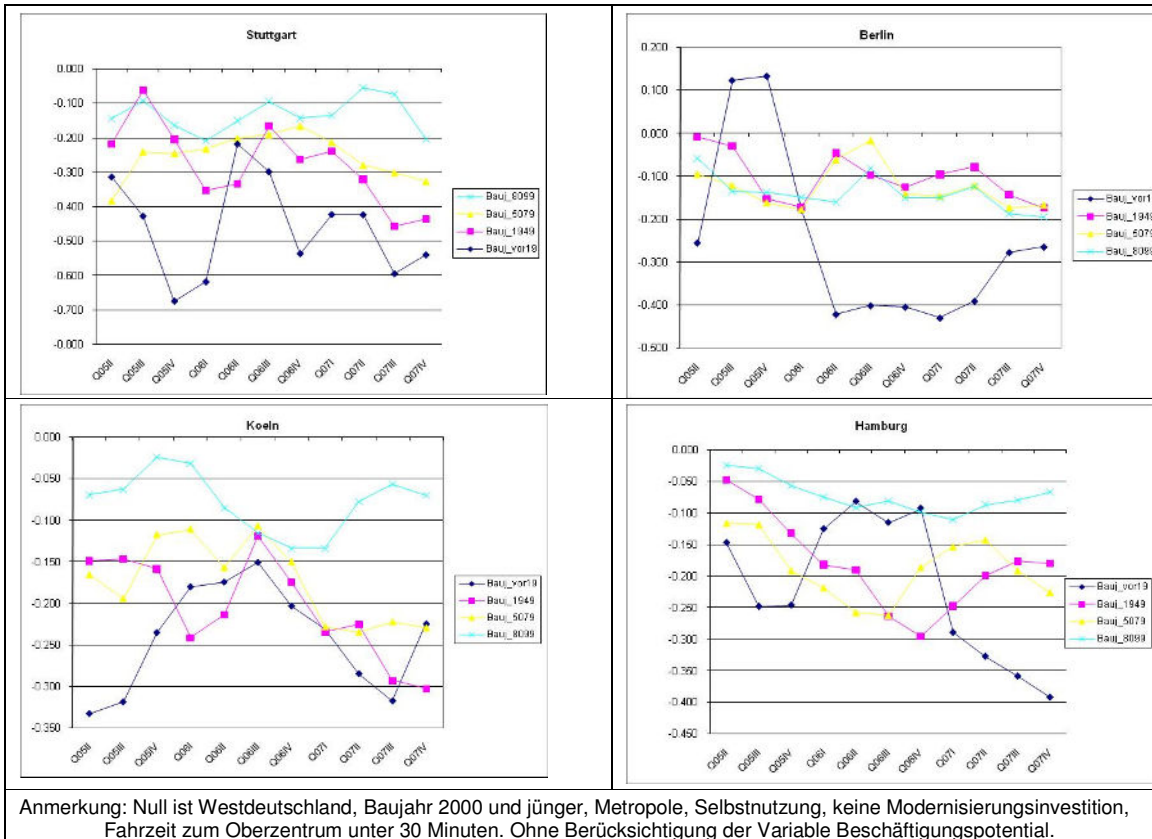 Stuttgart
0.000
-0.100
-0.200
-0.300
-0.400
-0.500
-0.600
-0.700
-0.800
Q05II
Q05III
Q05IV
Q06I
Q06II
Q06III
Q06IV
Q07I
Q07II
Q07III
Q07IV
Bauj_8099
Bauj_5079
Bauj_1949
Bauj_vor19
Berlin
0.200
0.100
0.000
-0.100
-0.200
-0.300
-0.400
-0.500
Q05II
Q05III
Q05IV
Q06I
Q06II
Q06III
Q06IV
Q07I
Q07II
Q07III
Q07IV
Bauj_vor1
Bauj_1949
Bauj_5079
Bauj_8099
Koeln
0.000
-0.050
-0.100
-0.150
-0.200
-0.250
-0.300
-0.350
Q05II
Q05III
Q05IV
Q06I
Q06II
Q06III
Q06IV
Q07I
Q07II
Q07III
Q07IV
Bauj_vor19
Bauj_1949
Bauj_5079
Bauj_8099
Hamburg
0.000
-0.050
-0.100
-0.150
-0.200
-0.250
-0.300
-0.350
-0.400
-0.450
Q05II
Q05III
Q05IV
Q06I
Q06II
Q06III
Q06IV
Q07I
Q07II
Q07III
Q07IV
Bauj_vor19
Bauj_1949
Bauj_5079
Bauj_8099
Anmerkung: Null ist Westdeutschland, Baujahr 2000 und jünger, Metropole, Selbstnutzung, keine Modernisierungsinvestition,
Fahrzeit zum Oberzentrum unter 30 Minuten. Ohne Berücksichtigung der Variable Beschäftigungspotential.